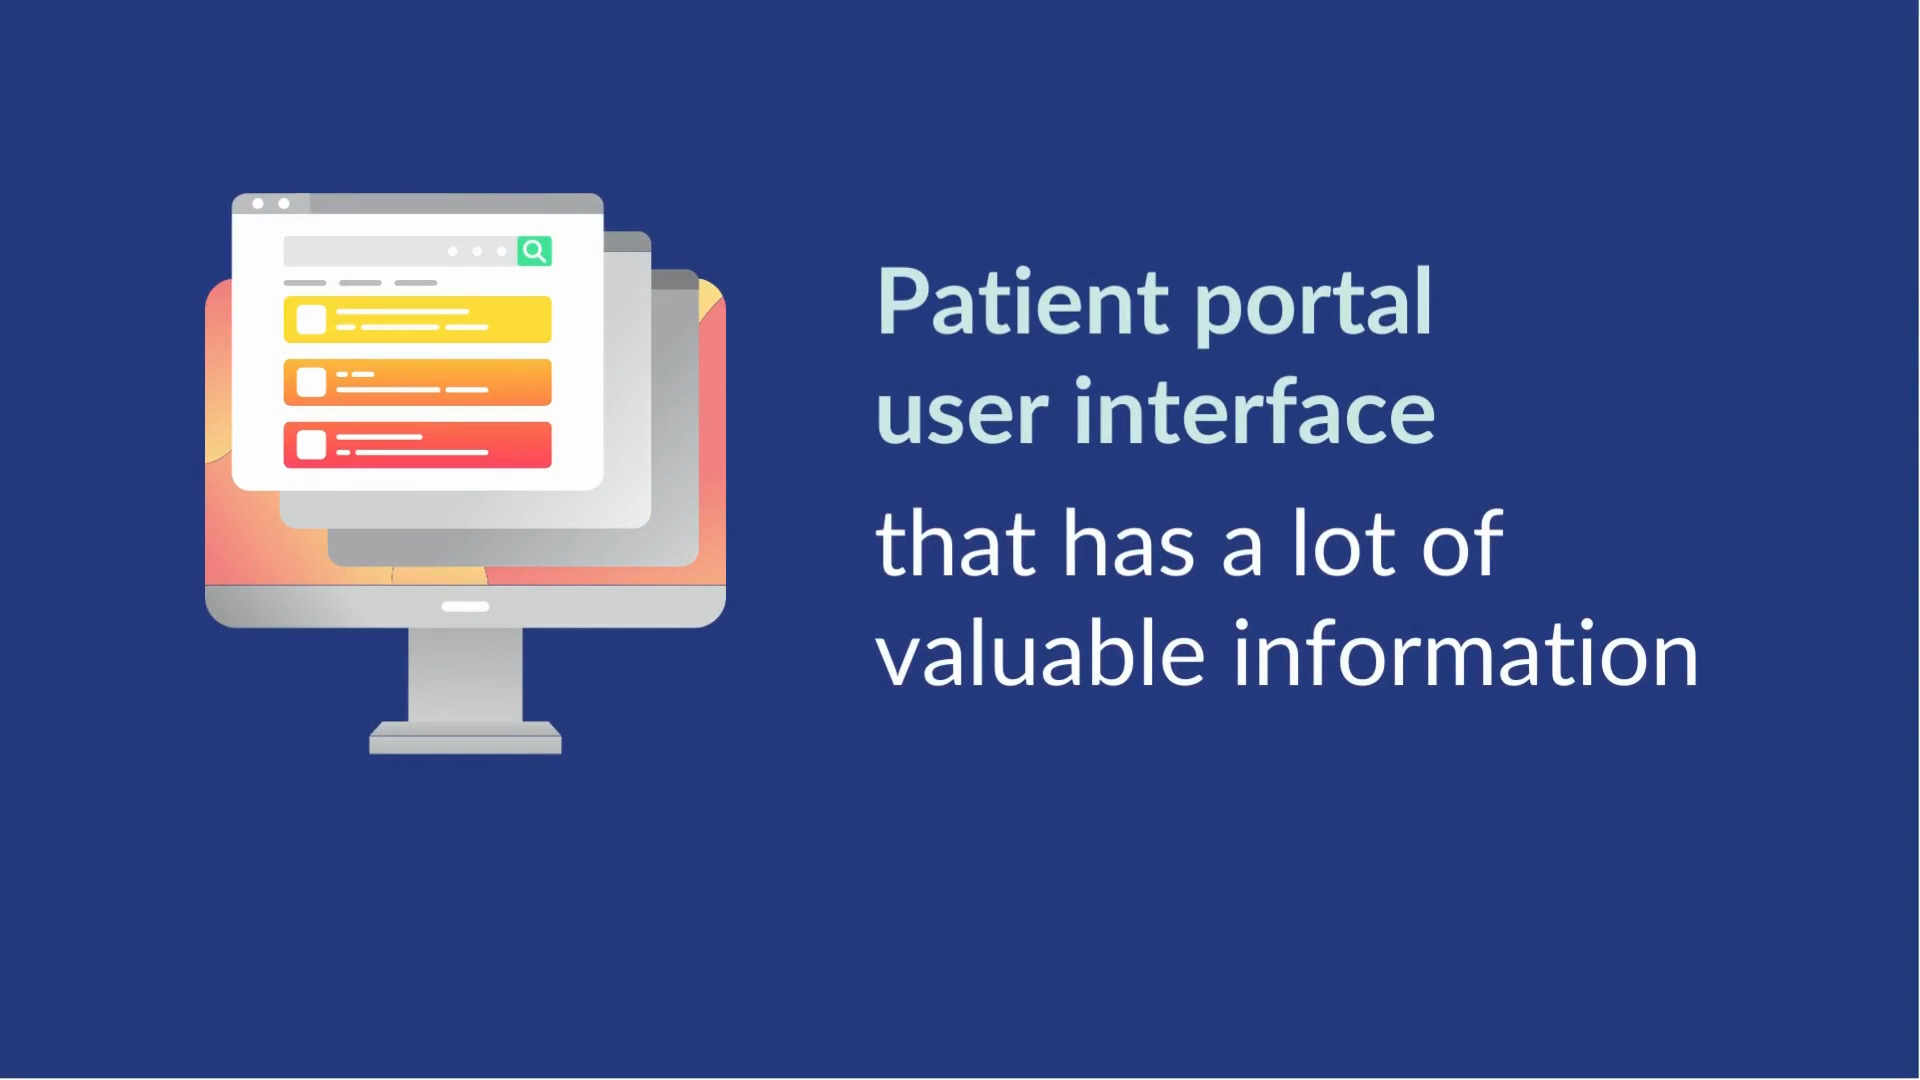 Patient portal
user interface
that has a lot of
valuable information